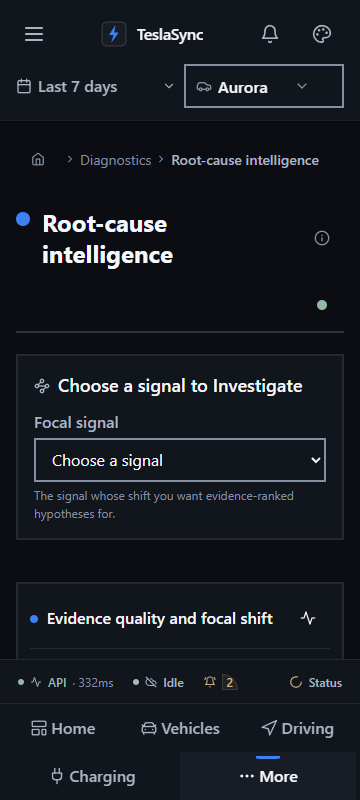 TeslaSync
Last 7 days
Aurora
Diagnostics
Root-cause intelligence
Root-cause
intelligence
Choose a signal to Investigate
Focal signal
Choose a signal
The signal whose shift you want evidence-ranked
hypotheses for.
Evidence quality and focal shift
API · 332ms
Idle
2
Status
Home
Vehicles
Driving
Charging
More